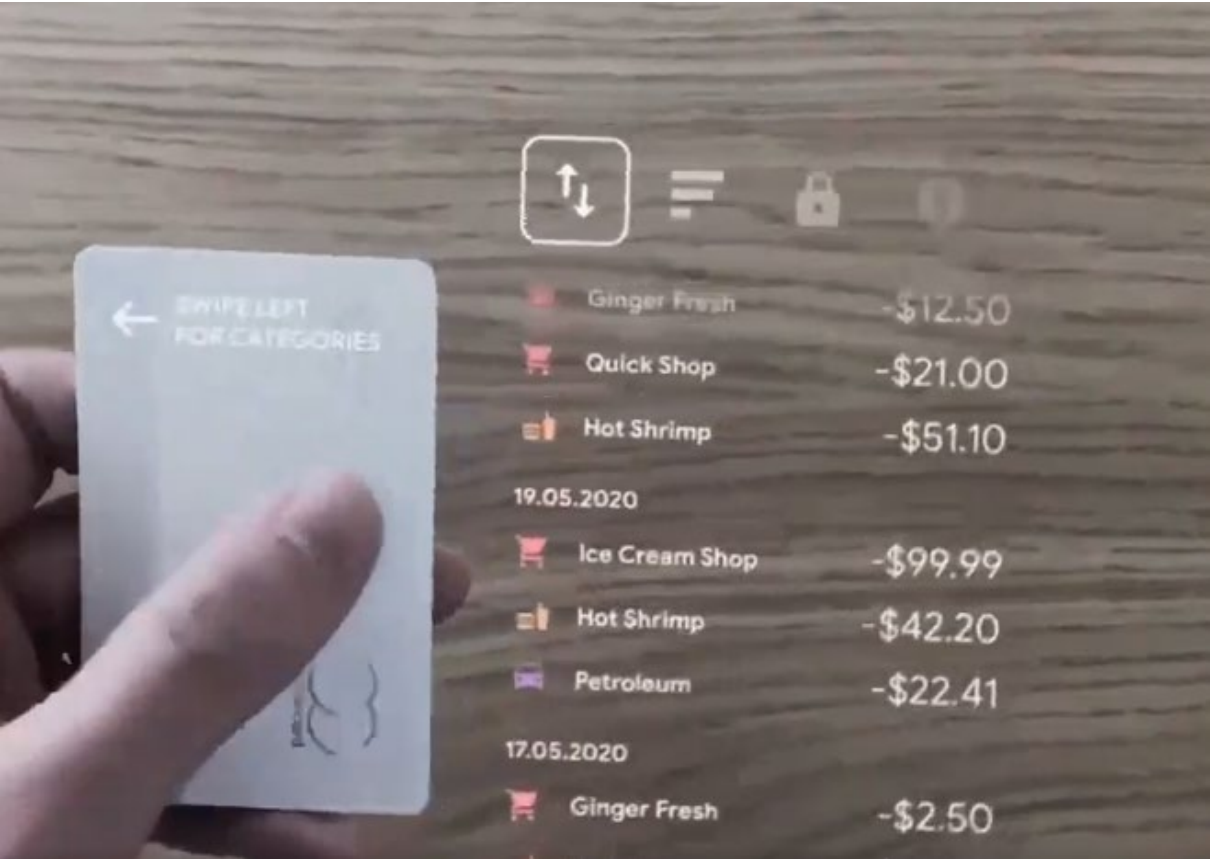 SWIPE LEFT
FOR CATEGORIES
Ginger Fresh -$12.50
Quick Shop -$21.00
Hot Shrimp -$51.10
19.05.2020
Ice Cream Shop -$99.99
Hot Shrimp -$42.20
Petroleum -$22.41
17.05.2020
Ginger Fresh -$2.50